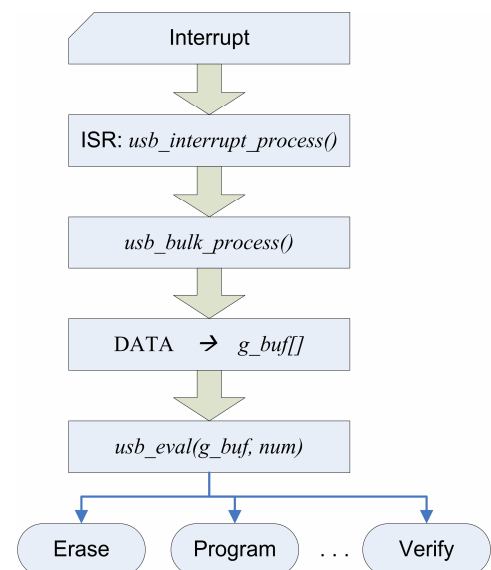 Interrupt
ISR: usb_interrupt_process()
usb_bulk_process()
DATA → g_buf[]
usb_eval(g_buf, num)
Erase Program . . . Verify